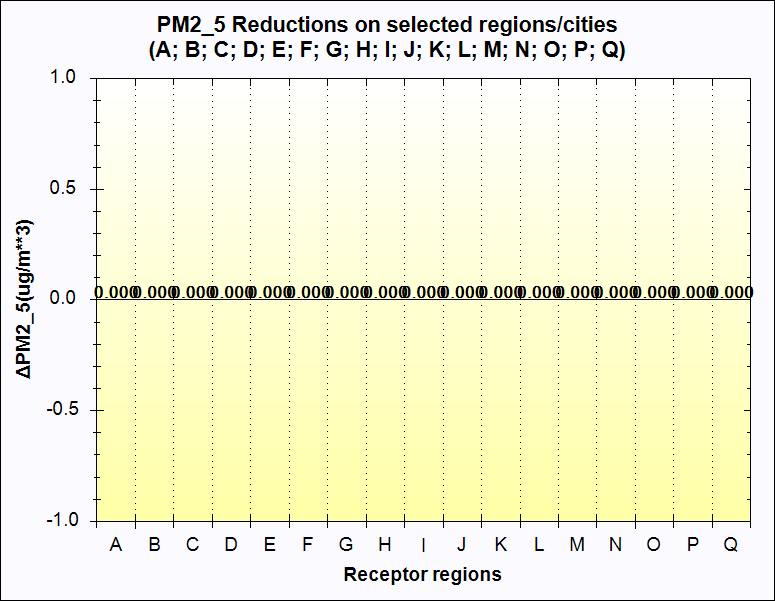 PM2_5 Reductions on selected regions/cities
(A; B; C; D; E; F; G; H; I; J; K; L; M; N; O; P; Q)
1.0
0.5
0.0
-0.5
-1.0
ΔPM2_5(ug/m**3)
0.000 0.000 0.000 0.000 0.000 0.000 0.000 0.000 0.000 0.000 0.000 0.000 0.000 0.000 0.000 0.000 0.000
A B C D E F G H I J K L M N O P Q
Receptor regions